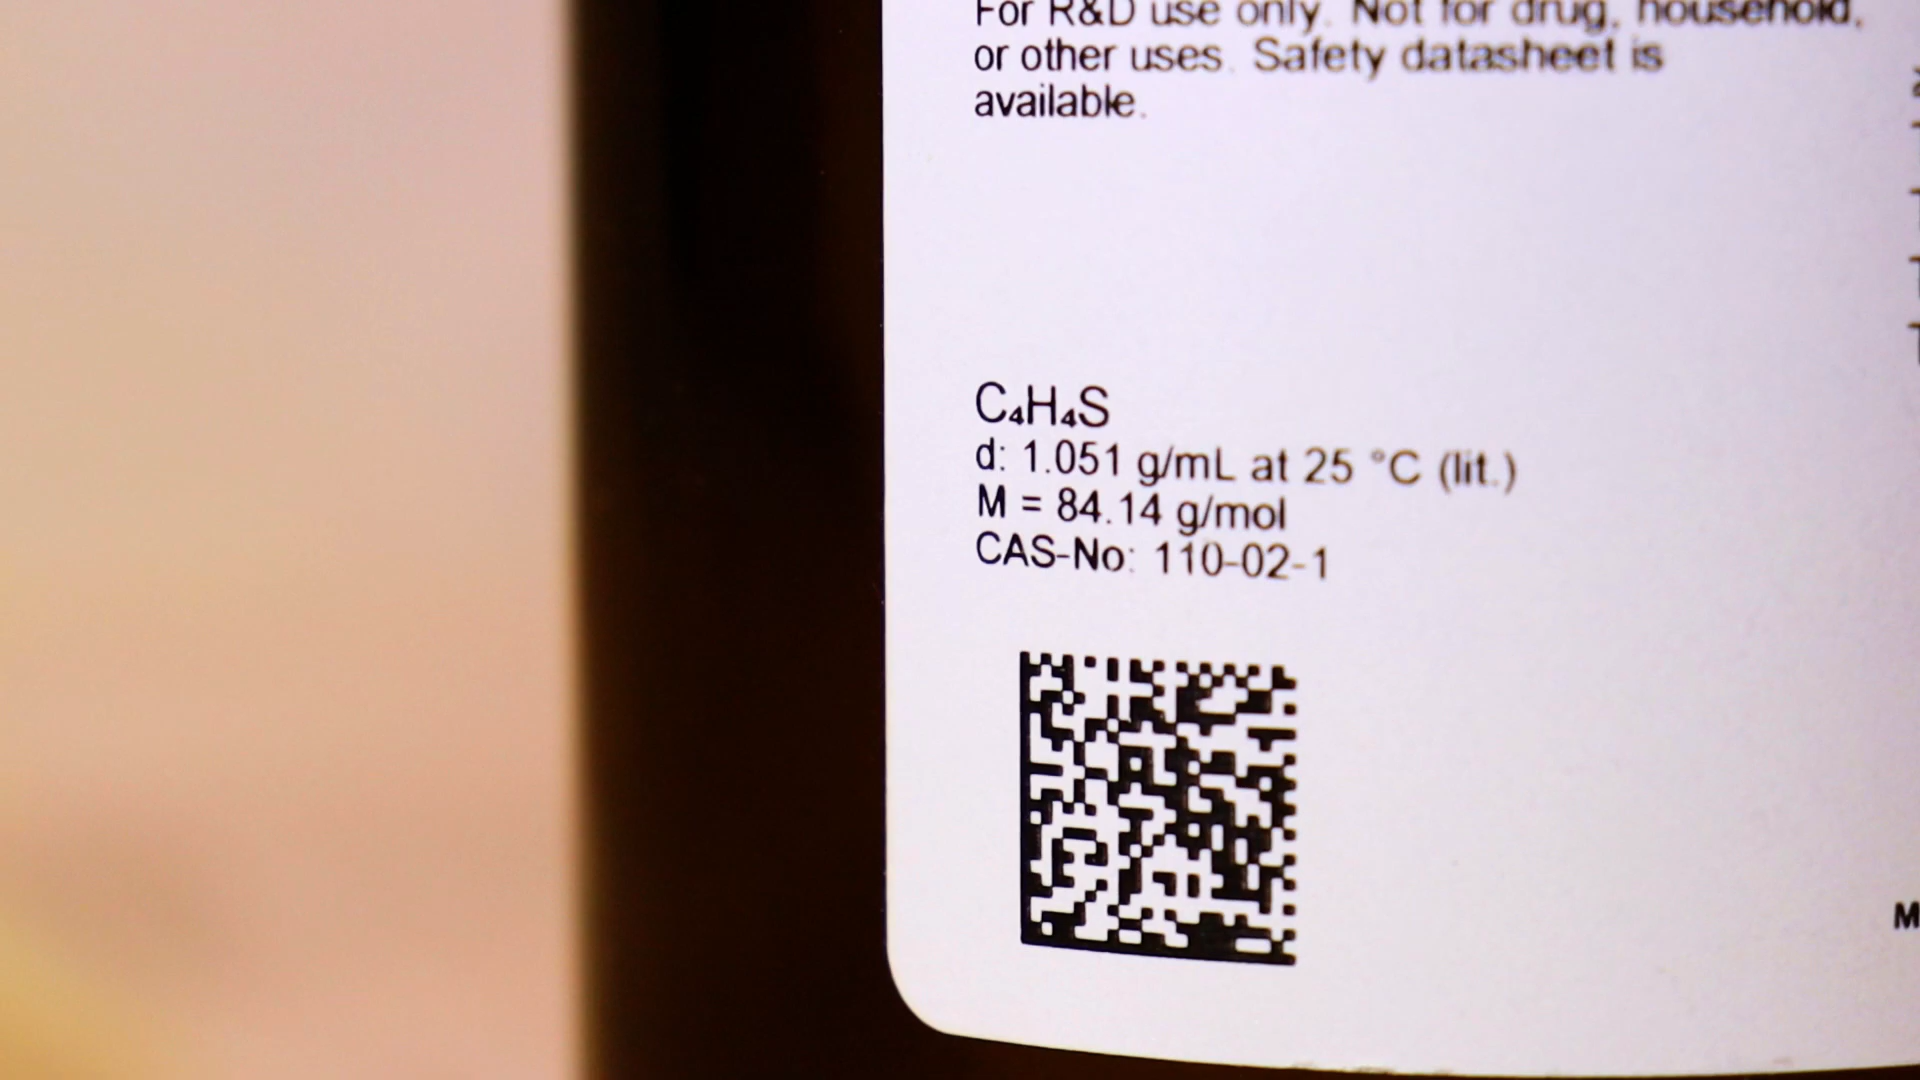 For R&D use only. Not for drug, household,
or other uses. Safety datasheet is
available.
C₄H₄S
d: 1.051 g/mL at 25 °C (lit.)
M = 84.14 g/mol
CAS-No: 110-02-1
M